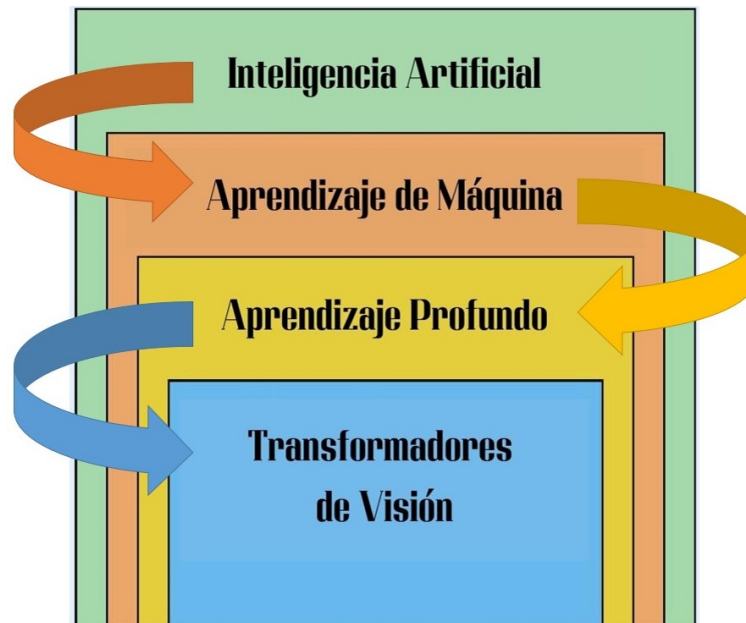 Inteligencia Artificial
Aprendizaje de Máquina
Aprendizaje Profundo
Transformadores
de Visión